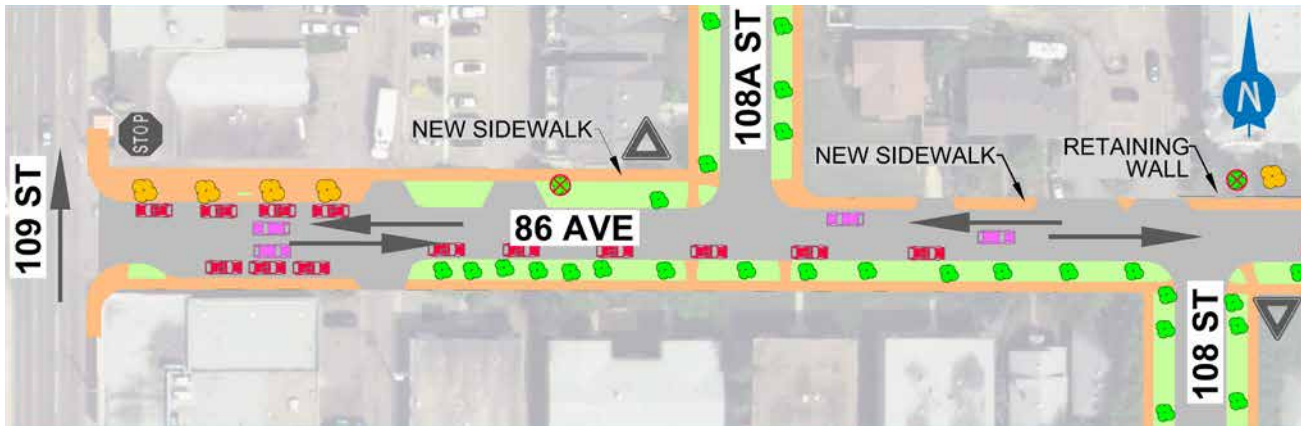 STOP
NEW SIDEWALK
108A ST
NEW SIDEWALK
RETAINING
WALL
N
109 ST
86 AVE
108 ST